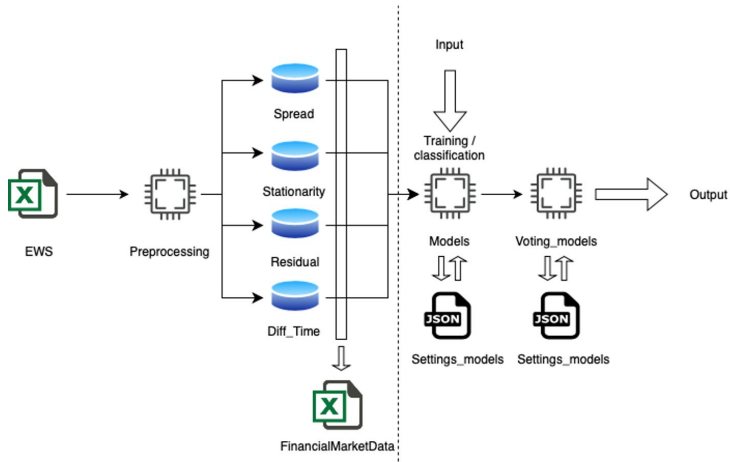 Input
Spread
Training /
classification
Stationarity
X
EWS
Preprocessing
Models
Voting_models
Output
Residual
JSON
JSON
Diff_Time
Settings_models
Settings_models
X
FinancialMarketData